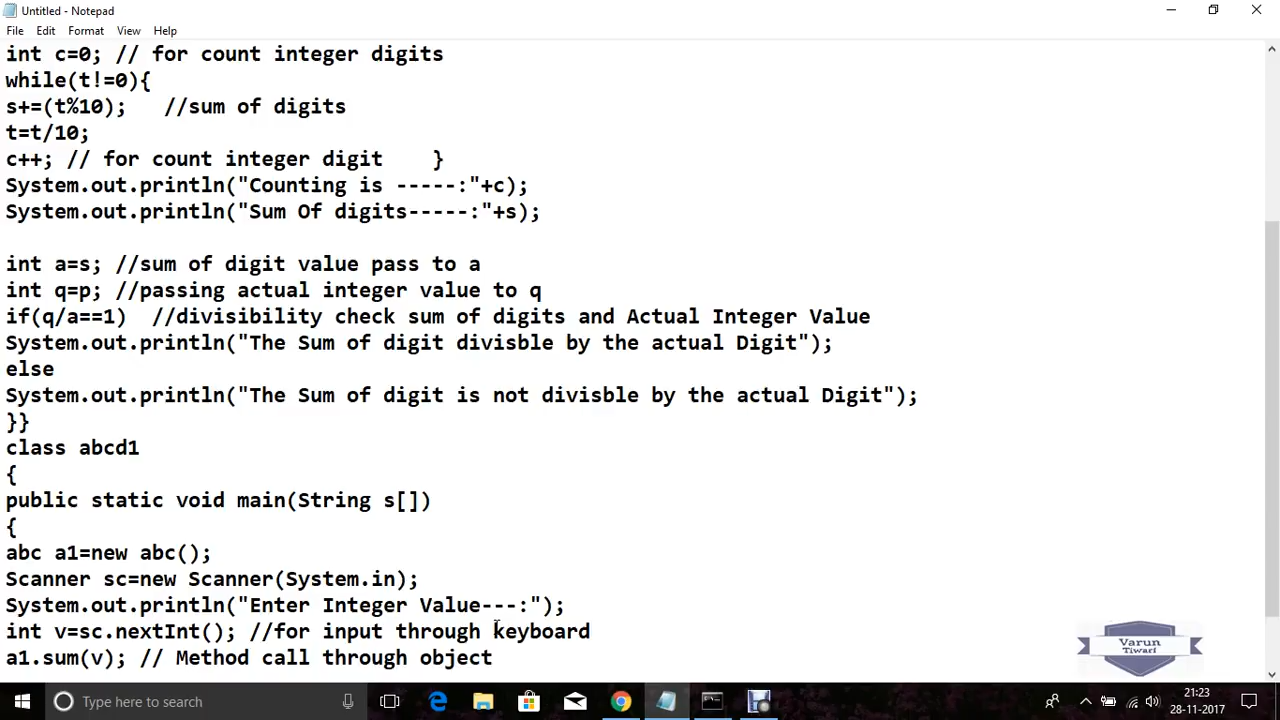 Untitled - Notepad
File Edit Format View Help
int c=0; // for count integer digits
while(t!=0){
s+=(t%10);   //sum of digits
t=t/10;
c++; // for count integer digit    }
System.out.println("Counting is -----:"+c);
System.out.println("Sum Of digits-----:"+s);
int a=s; //sum of digit value pass to a
int q=p; //passing actual integer value to q
if(q/a==1)  //divisibility check sum of digits and Actual Integer Value
System.out.println("The Sum of digit divisble by the actual Digit");
else
System.out.println("The Sum of digit is not divisble by the actual Digit");
}}
class abcd1
{
public static void main(String s[])
{
abc a1=new abc();
Scanner sc=new Scanner(System.in);
System.out.println("Enter Integer Value---:");
int v=sc.nextInt(); //for input through keyboard
a1.sum(v); // Method call through object
Varun
Tiwari
Type here to search
21:23
28-11-2017